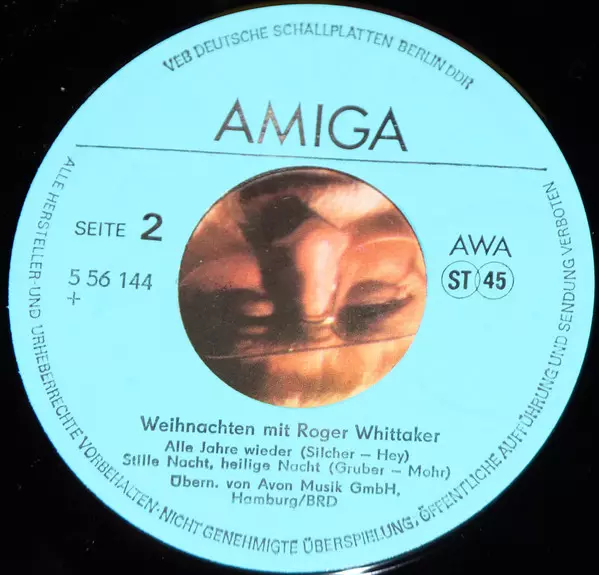 VEB DEUTSCHE SCHALLPLATTEN BERLIN DDR
AMIGA
SEITE 2
5 56 144
+
AWA
ST 45
Weihnachten mit Roger Whittaker
Alle Jahre wieder (Silcher – Hey)
Stille Nacht, heilige Nacht (Gruber – Mohr)
Übern. von Avon Musik GmbH,
Hamburg/BRD
ALLE HERSTELLER-UND URHEBERRECHTE VORBEHALTEN·NICHT GENEHMIGTE ÜBERSPIELUNG, ÖFFENTLICHE AUFFÜHRUNG UND SENDUNG VERBOTEN